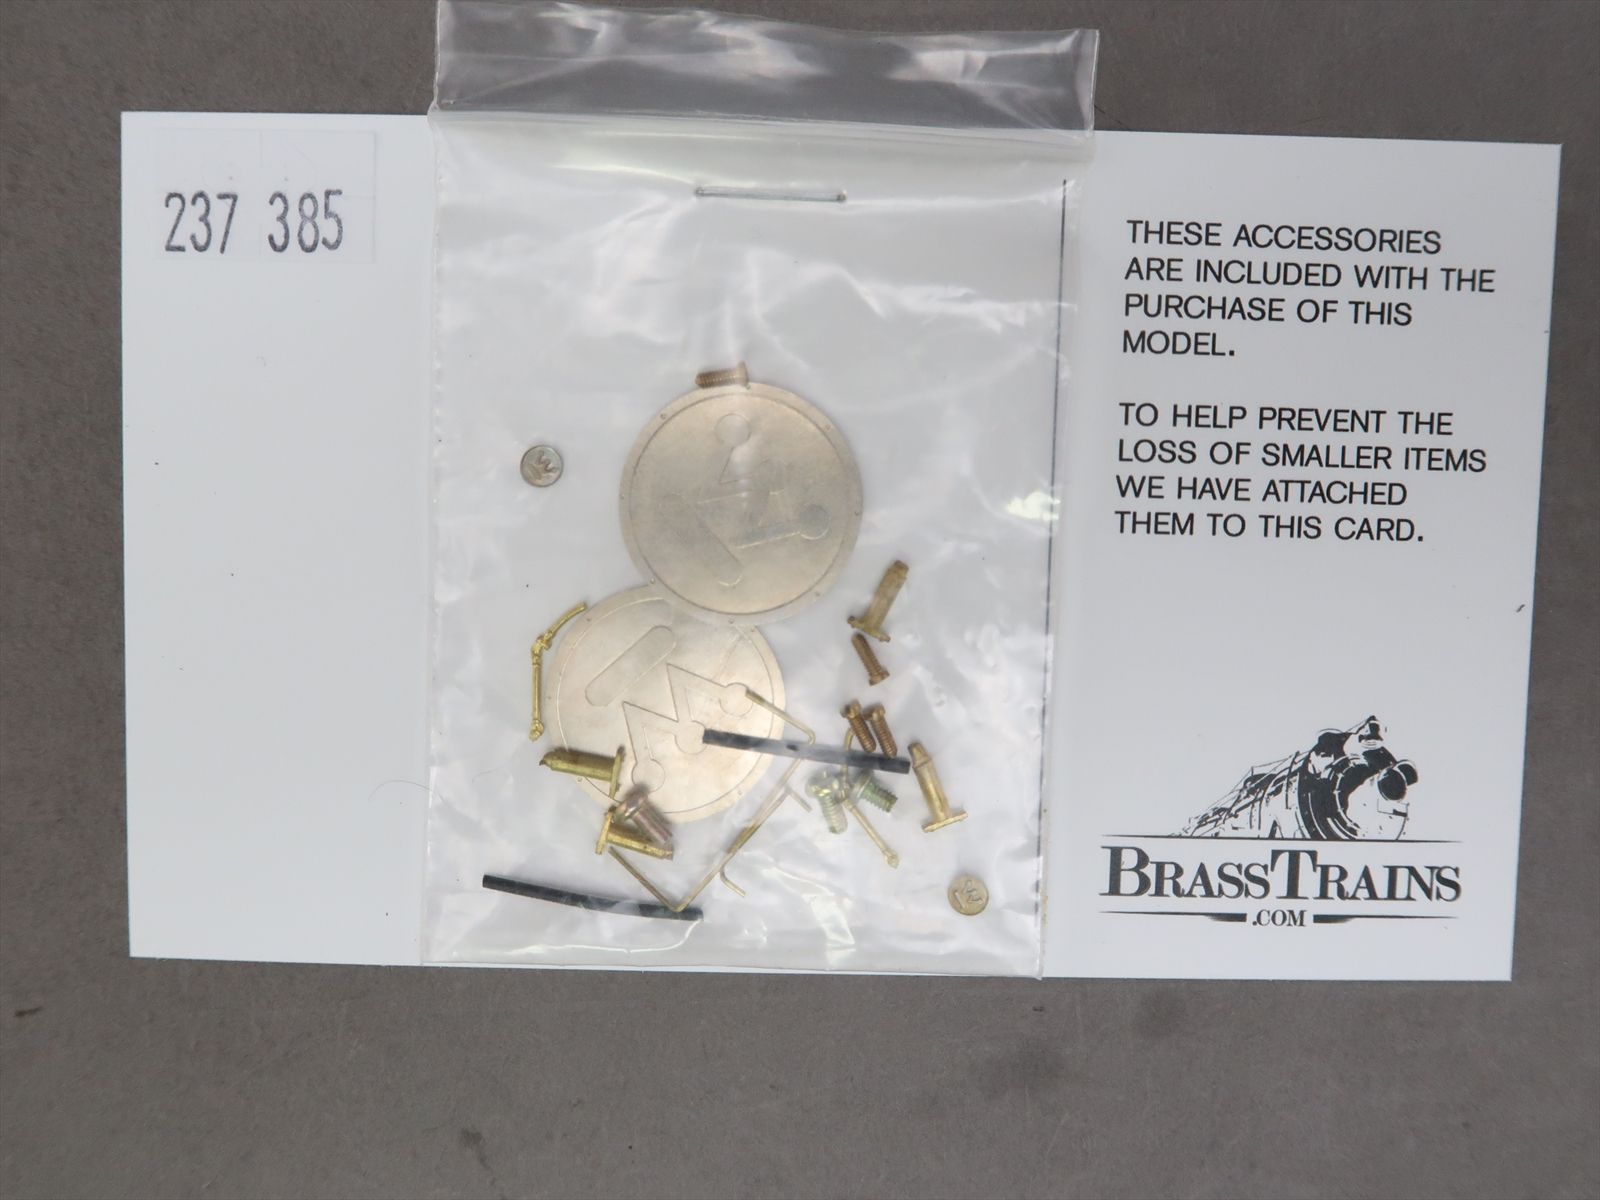 237 385
THESE ACCESSORIES
ARE INCLUDED WITH THE
PURCHASE OF THIS
MODEL.
TO HELP PREVENT THE
LOSS OF SMALLER ITEMS
WE HAVE ATTACHED
THEM TO THIS CARD.
BRASSTRAINS
.COM